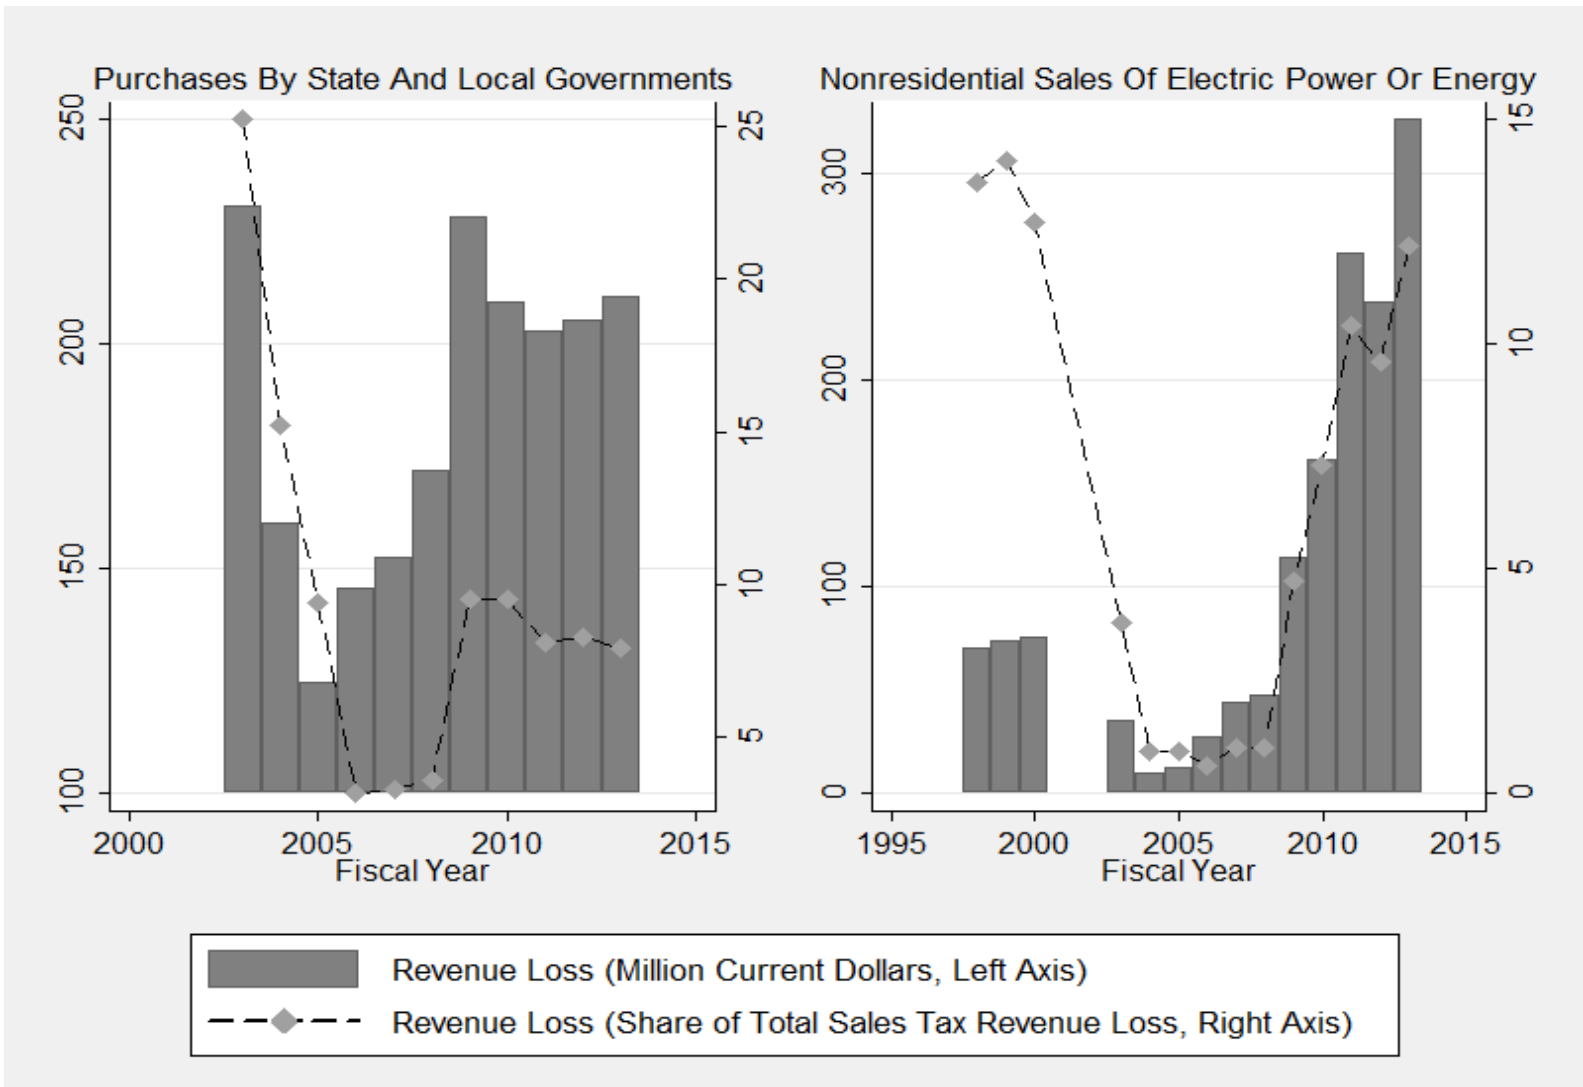 Purchases By State And Local Governments
250
200
150
100
25
20
15
10
5
2000 2005 2010 2015
Fiscal Year
Nonresidential Sales Of Electric Power Or Energy
300
200
100
0
15
10
5
0
1995 2000 2005 2010 2015
Fiscal Year
Revenue Loss (Million Current Dollars, Left Axis)
Revenue Loss (Share of Total Sales Tax Revenue Loss, Right Axis)